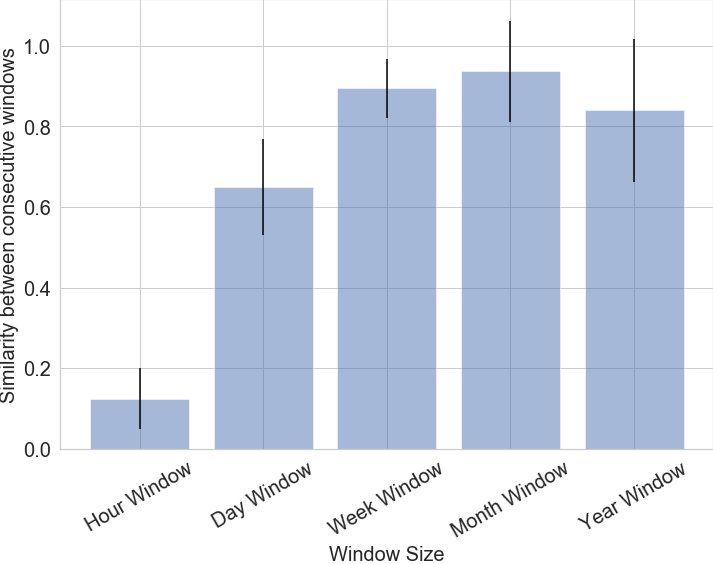 Similarity between consecutive windows
1.0
0.8
0.6
0.4
0.2
0.0
Hour Window
Day Window
Week Window
Month Window
Year Window
Window Size